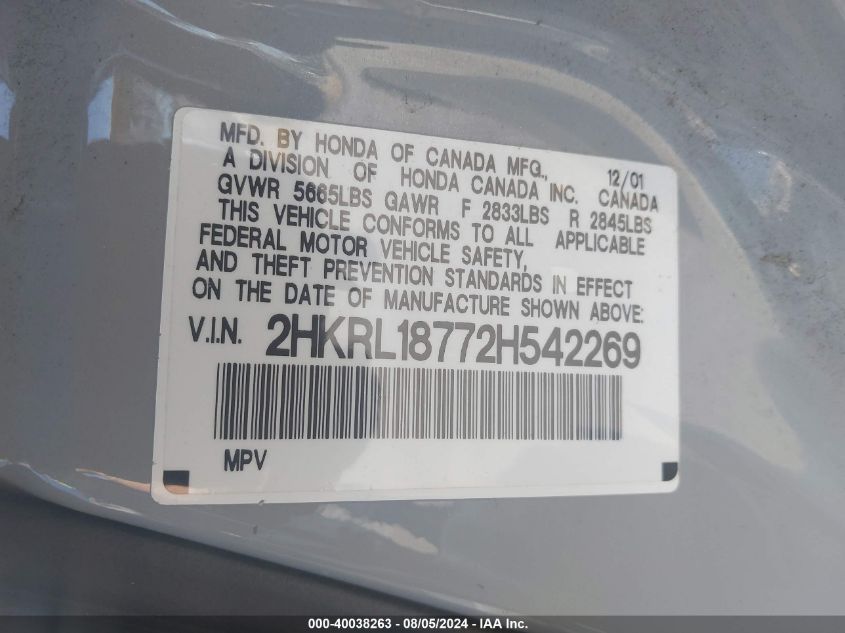 MFD. BY HONDA OF CANADA MFG., 12/01
A DIVISION OF HONDA CANADA INC. CANADA
GVWR 5665LBS GAWR F 2833LBS R 2845LBS
THIS VEHICLE CONFORMS TO ALL APPLICABLE
FEDERAL MOTOR VEHICLE SAFETY,
AND THEFT PREVENTION STANDARDS IN EFFECT
ON THE DATE OF MANUFACTURE SHOWN ABOVE:
V.I.N. 2HKRL18772H542269
MPV
000-40038263 - 08/05/2024 - IAA Inc.